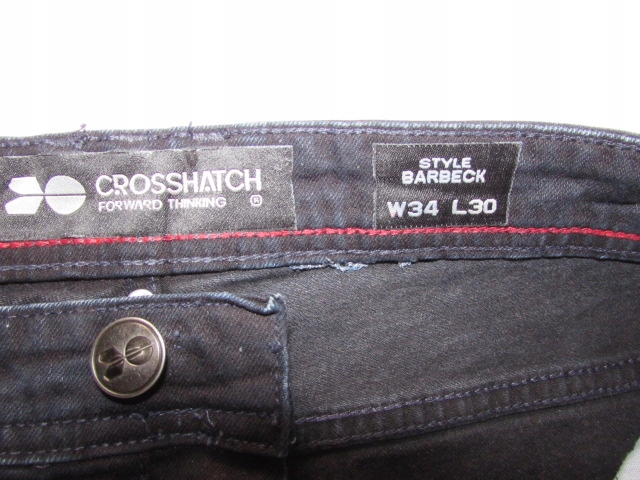 CROSSHATCH
FORWARD THINKING ®
STYLE
BARBECK
W34 L30